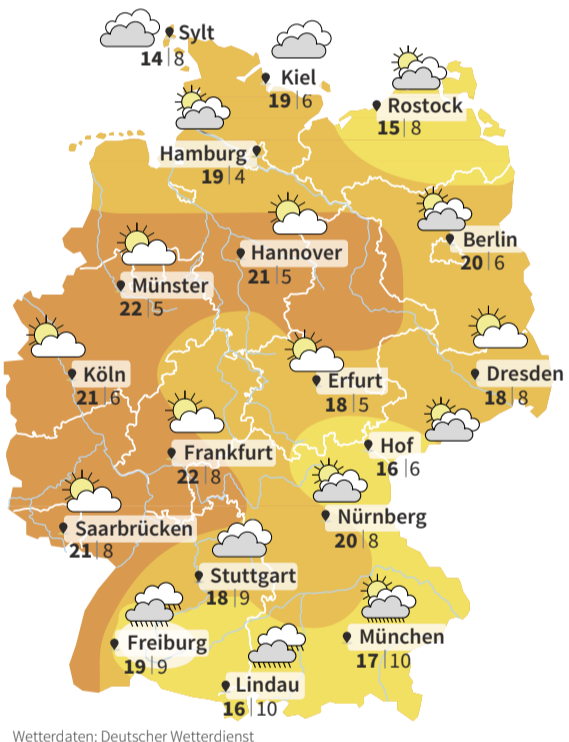 Sylt
14|8
Kiel
19|6
Rostock
15|8
Hamburg
19|4
Berlin
20|6
Hannover
21|5
Münster
22|5
Köln
21|6
Erfurt
18|5
Dresden
18|8
Hof
16|6
Frankfurt
22|8
Nürnberg
20|8
Saarbrücken
21|8
Stuttgart
18|9
Freiburg
19|9
München
17|10
Lindau
16|10
Wetterdaten: Deutscher Wetterdienst